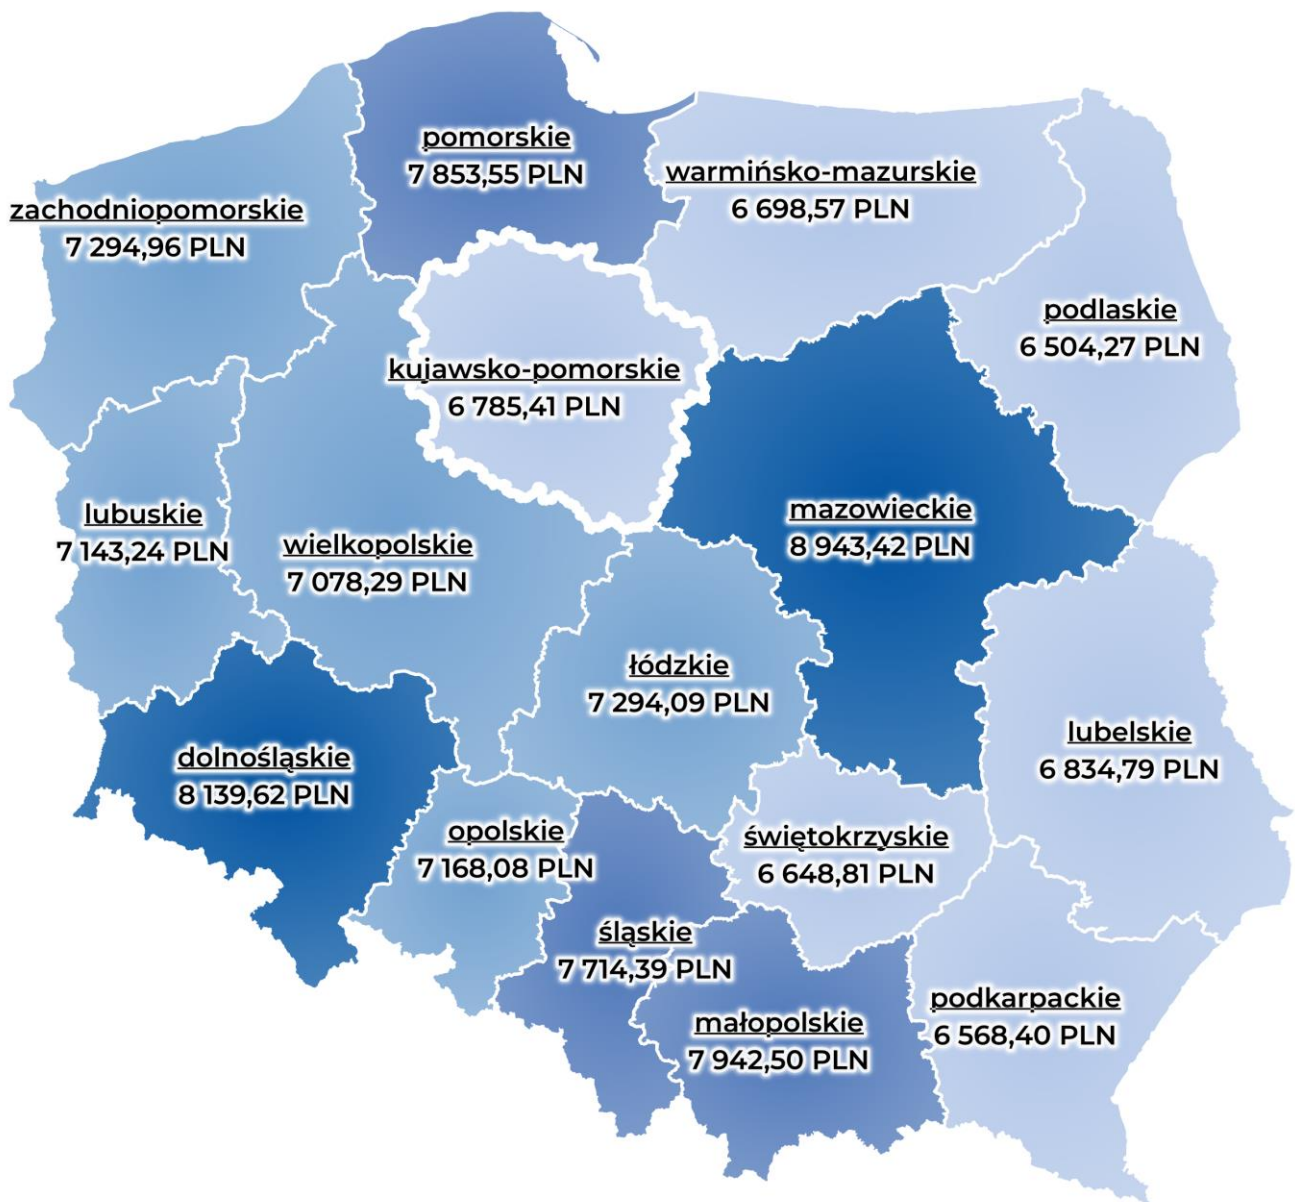 pomorskie
7 853,55 PLN
warmińsko-mazurskie
6 698,57 PLN
zachodniopomorskie
7 294,96 PLN
podlaskie
6 504,27 PLN
kujawsko-pomorskie
6 785,41 PLN
lubuskie
7 143,24 PLN
wielkopolskie
7 078,29 PLN
mazowieckie
8 943,42 PLN
łódzkie
7 294,09 PLN
dolnośląskie
8 139,62 PLN
lubelskie
6 834,79 PLN
opolskie
7 168,08 PLN
świętokrzyskie
6 648,81 PLN
śląskie
7 714,39 PLN
małopolskie
7 942,50 PLN
podkarpackie
6 568,40 PLN